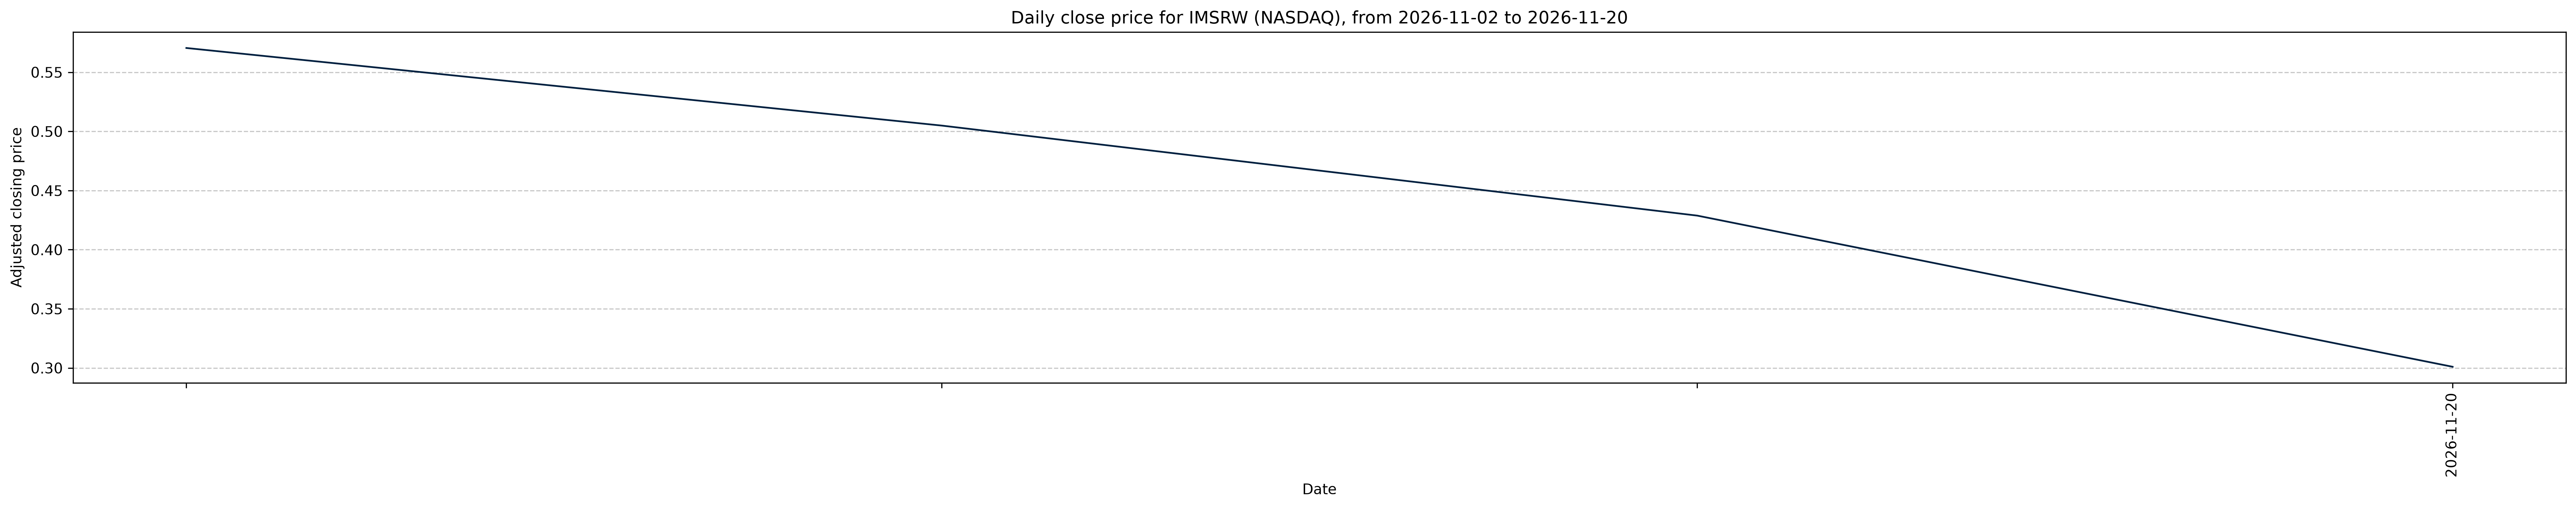 Daily close price for IMSRW (NASDAQ), from 2026-11-02 to 2026-11-20
Adjusted closing price
0.55
0.50
0.45
0.40
0.35
0.30
2026-11-20
Date